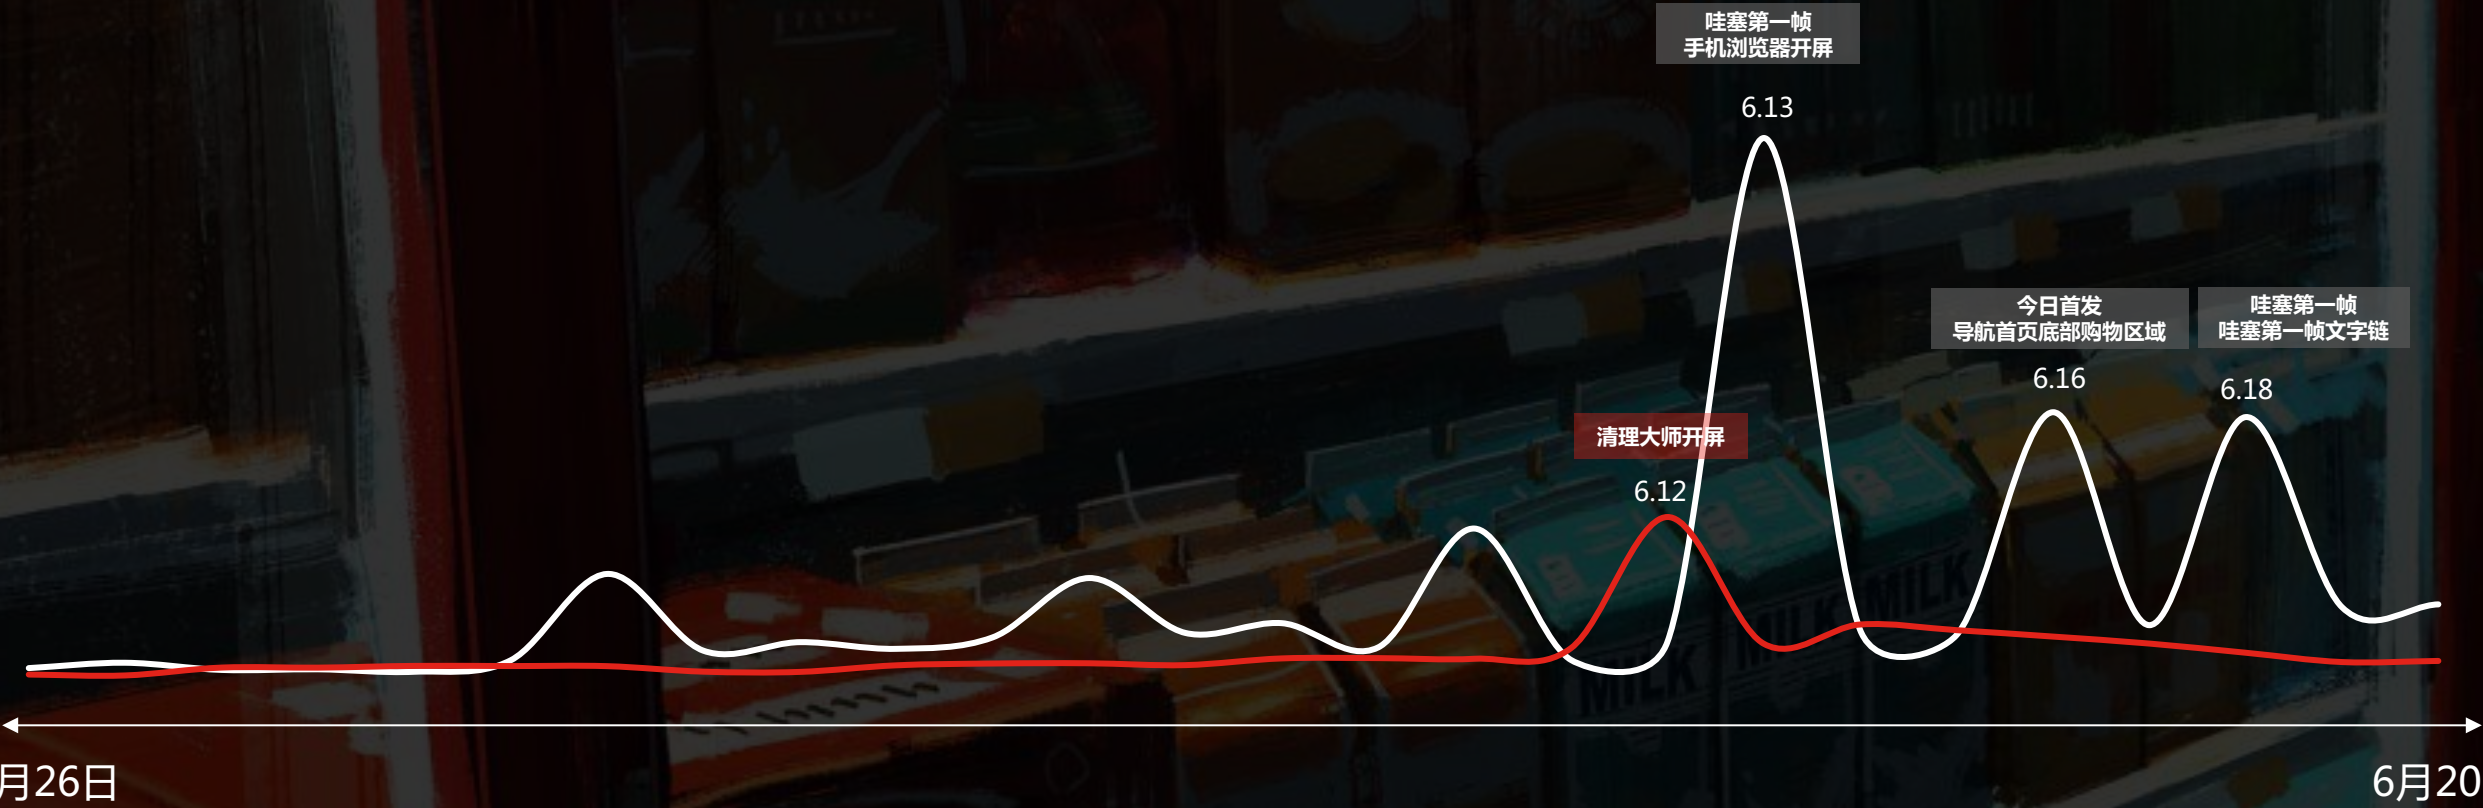 哇塞第一帧
手机浏览器开屏
6.13
今日首发
导航首页底部购物区域
哇塞第一帧
哇塞第一帧文字链
6.16
6.18
清理大师开屏
6.12
MILK
MILK
MILK
月26日
6月20